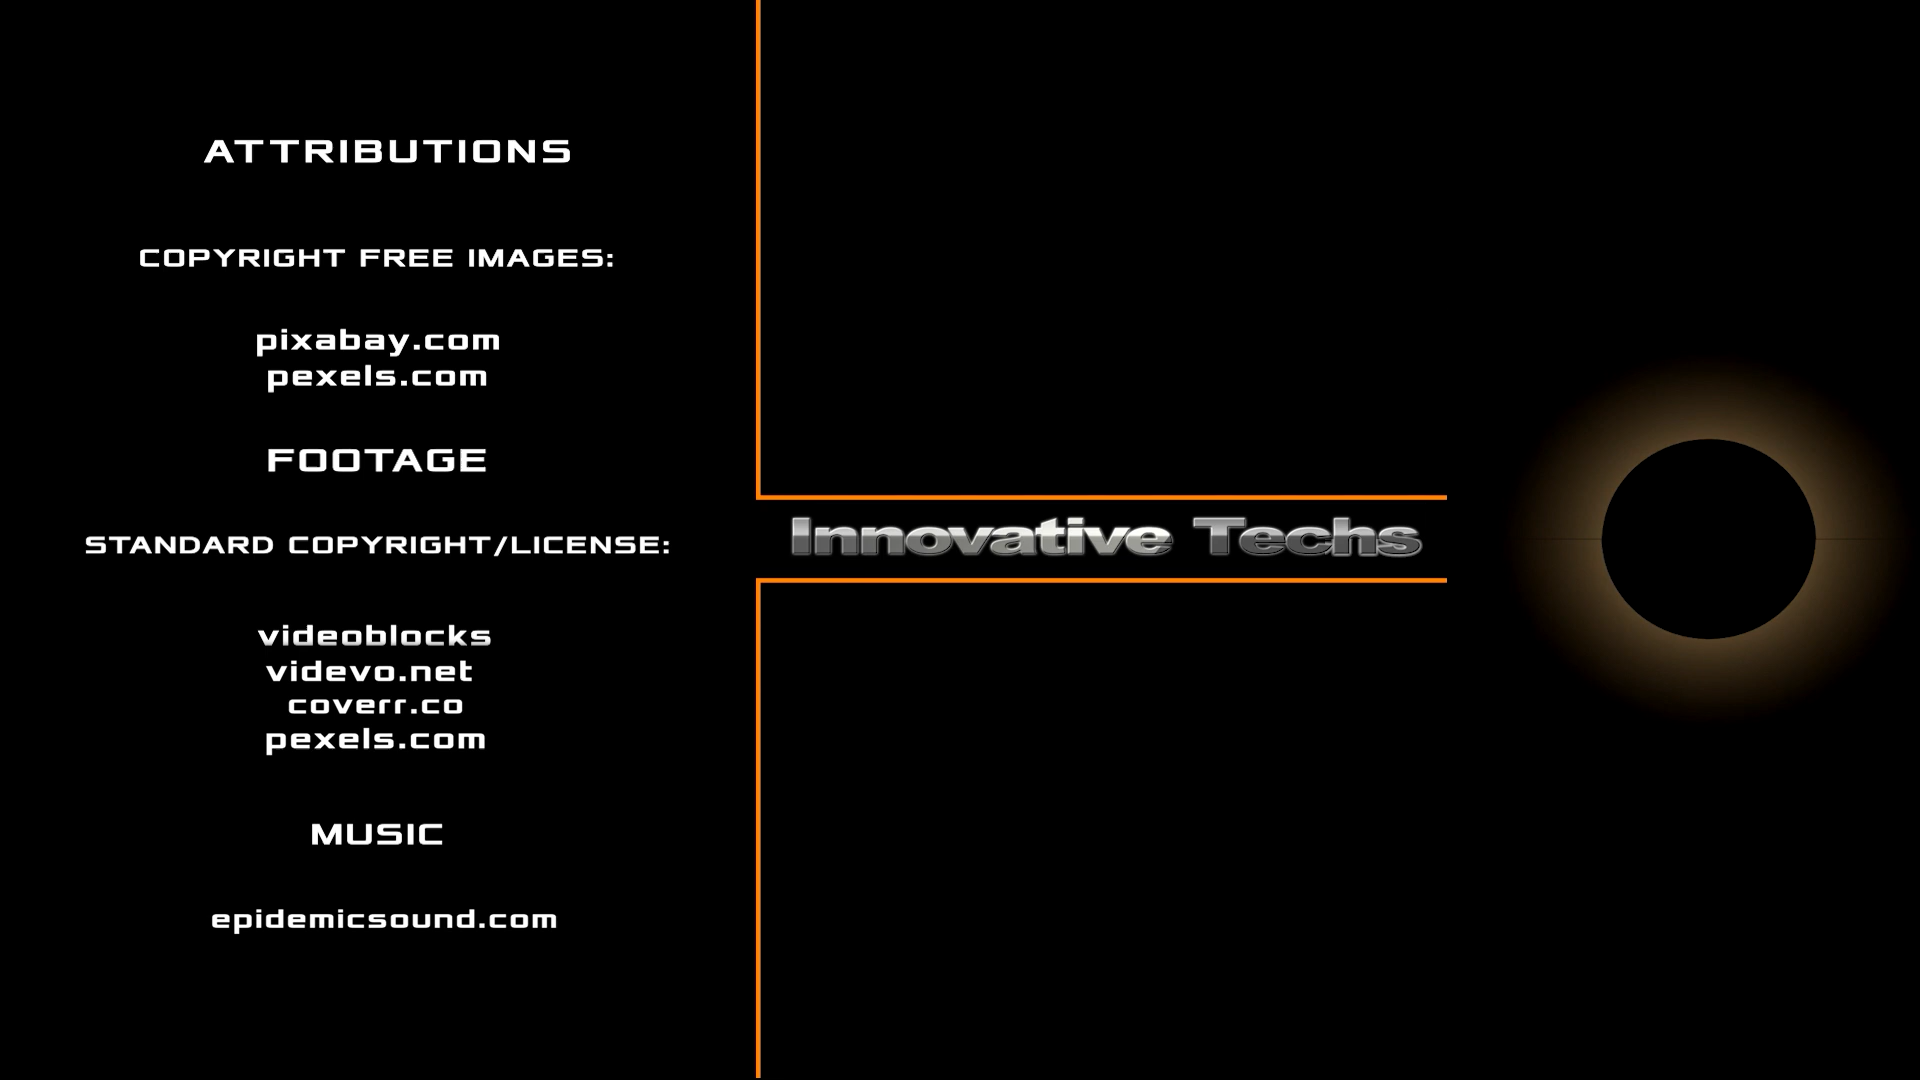 ATTRIBUTIONS
COPYRIGHT FREE IMAGES:
pixabay.com
pexels.com
FOOTAGE
STANDARD COPYRIGHT/LICENSE:
videoblocks
videvo.net
coverr.co
pexels.com
MUSIC
epidemicsound.com
Innovative Techs